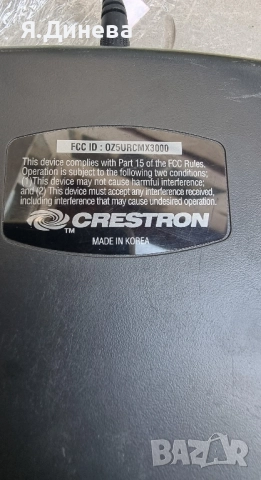 Я.Динева
FCC ID : OZ5URCMX3000
This device complies with Part 15 of the FCC Rules.
Operation is subject to the following two conditions;
(1)This device may not cause harmful interference;
and (2) This device must accept any interference received,
including interference that may cause undesired operation.
CRESTRON
TM
MADE IN KOREA
BAZAR